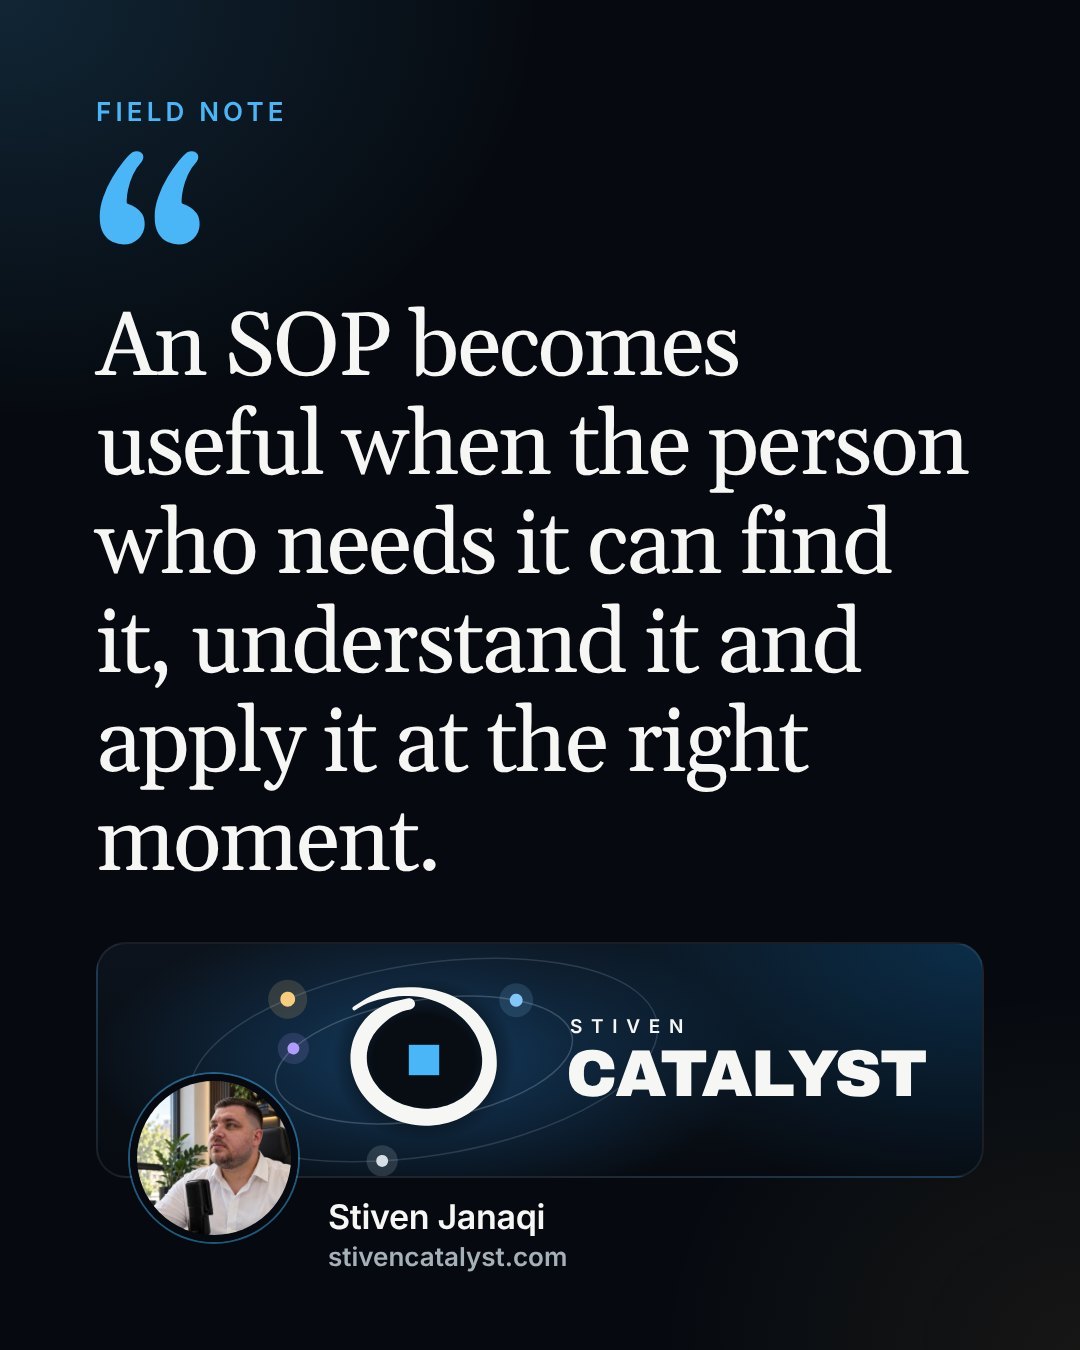 FIELD NOTE
“
An SOP becomes
useful when the person
who needs it can find
it, understand it and
apply it at the right
moment.
STIVEN
CATALYST
Stiven Janaqi
stivencatalyst.com